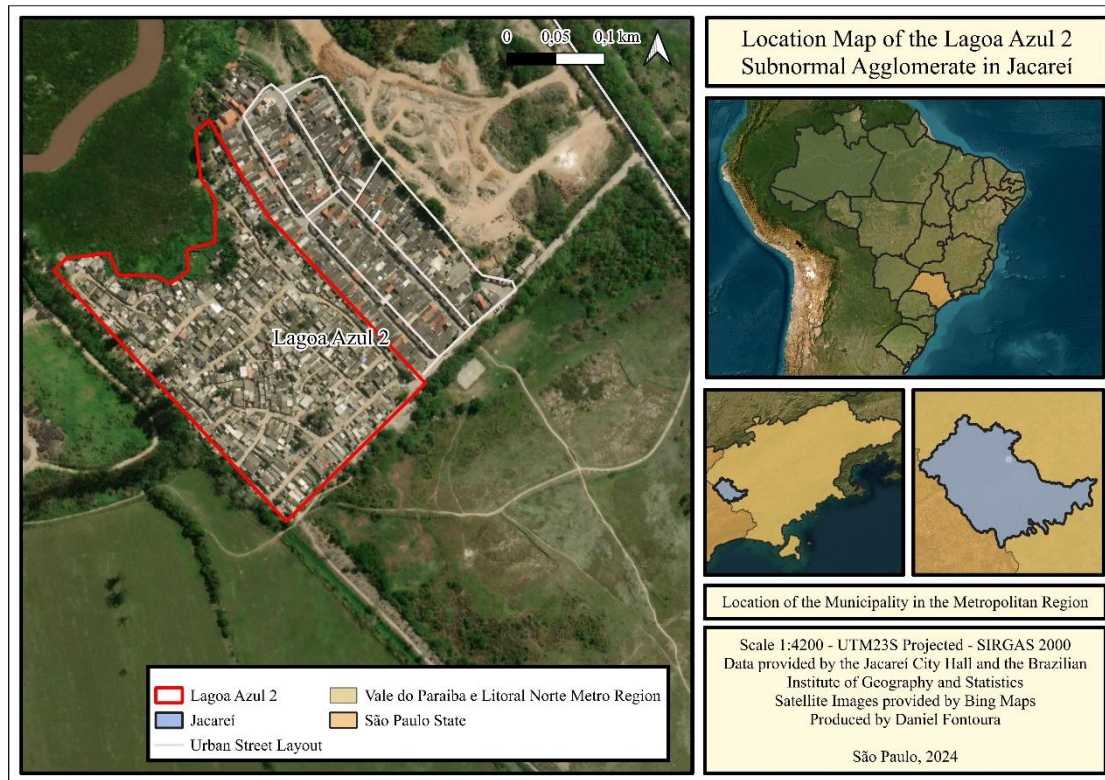 0 0,05 0,1 km
Lagoa Azul 2
Lagoa Azul 2
Jacareí
Urban Street Layout
Vale do Paraiba e Litoral Norte Metro Region
São Paulo State
Location Map of the Lagoa Azul 2
Subnormal Agglomerate in Jacareí
Location of the Municipality in the Metropolitan Region
Scale 1:4200 - UTM23S Projected - SIRGAS 2000
Data provided by the Jacareí City Hall and the Brazilian
Institute of Geography and Statistics
Satellite Images provided by Bing Maps
Produced by Daniel Fontoura
São Paulo, 2024